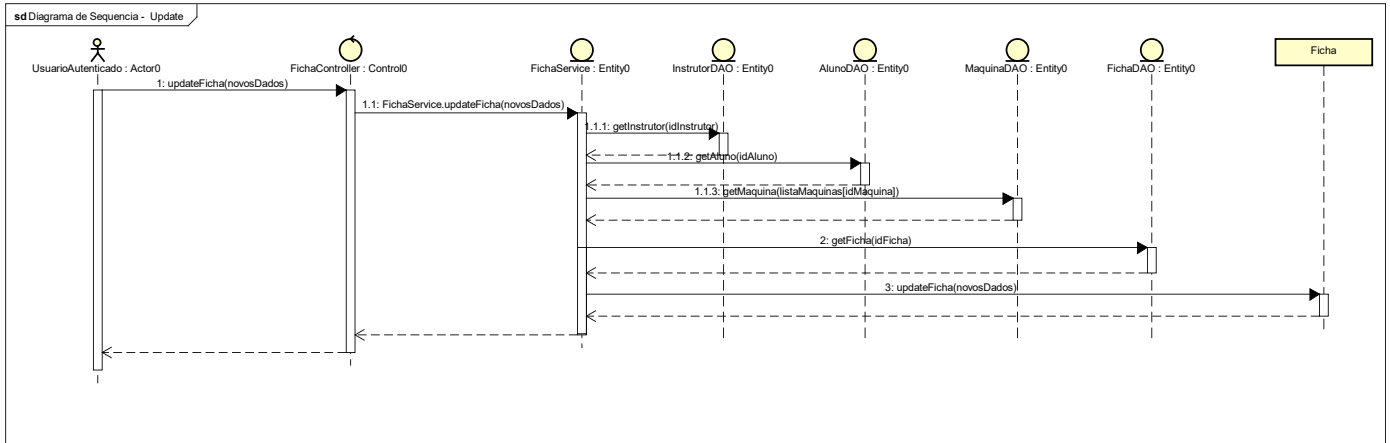 sd Diagrama de Sequencia - Update
UsuarioAutenticado : Actor0
FichaController : Control0
FichaService : Entity0
InstrutorDAO : Entity0
AlunoDAO : Entity0
MaquinaDAO : Entity0
FichaDAO : Entity0
Ficha
1: updateFicha(novosDados)
1.1: FichaService.updateFicha(novosDados)
1.1.1: getInstrutor(idInstrutor)
1.1.2: getAluno(idAluno)
1.1.3: getMaquina(listaMaquinas[idMaquina])
2: getFicha(idFicha)
3: updateFicha(novosDados)